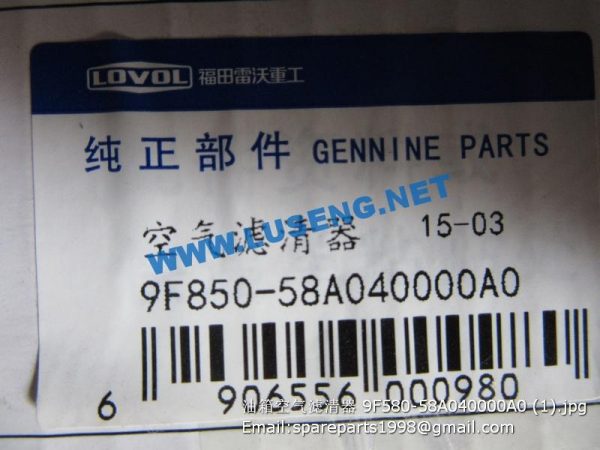 LOVOL 福田雷沃重工
纯正部件 GENNINE PARTS
WWW.LUSENG.NET
空气滤清器 15-03
9F850-58A040000A0
6 906556 000980
油箱空气滤清器 9F580-58A040000A0 (1).jpg
Email:spareparts1998@gmail.com